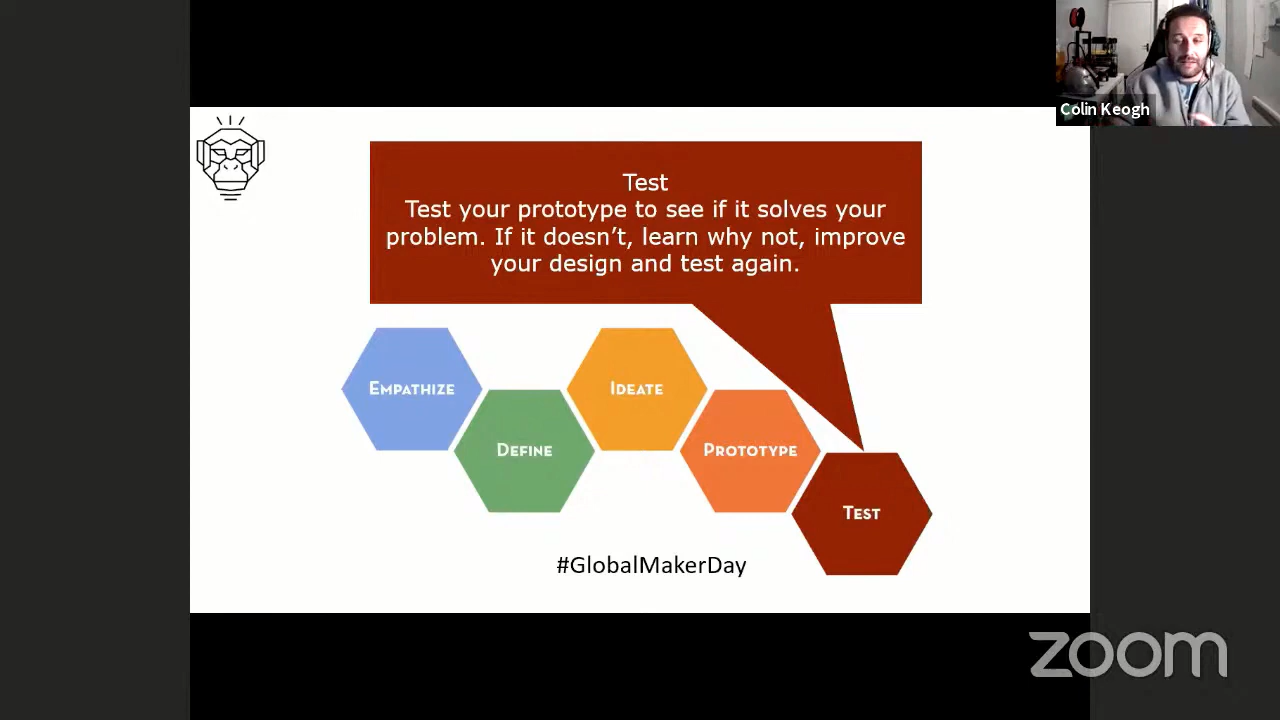 Colin Keogh
Test
Test your prototype to see if it solves your
problem. If it doesn’t, learn why not, improve
your design and test again.
Empathize
Ideate
Define
Prototype
Test
#GlobalMakerDay
zoom